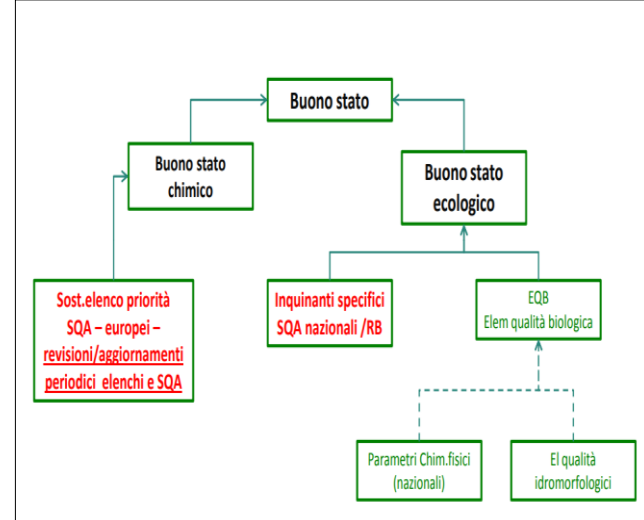 Buono stato
Buono stato
chimico
Buono stato
ecologico
Sost.elenco priorità
SQA – europei –
revisioni/aggiornamenti
periodici elenchi e SQA
Inquinanti specifici
SQA nazionali /RB
EQB
Elem qualità biologica
Parametri Chim.fisici
(nazionali)
El qualità
idromorfologici